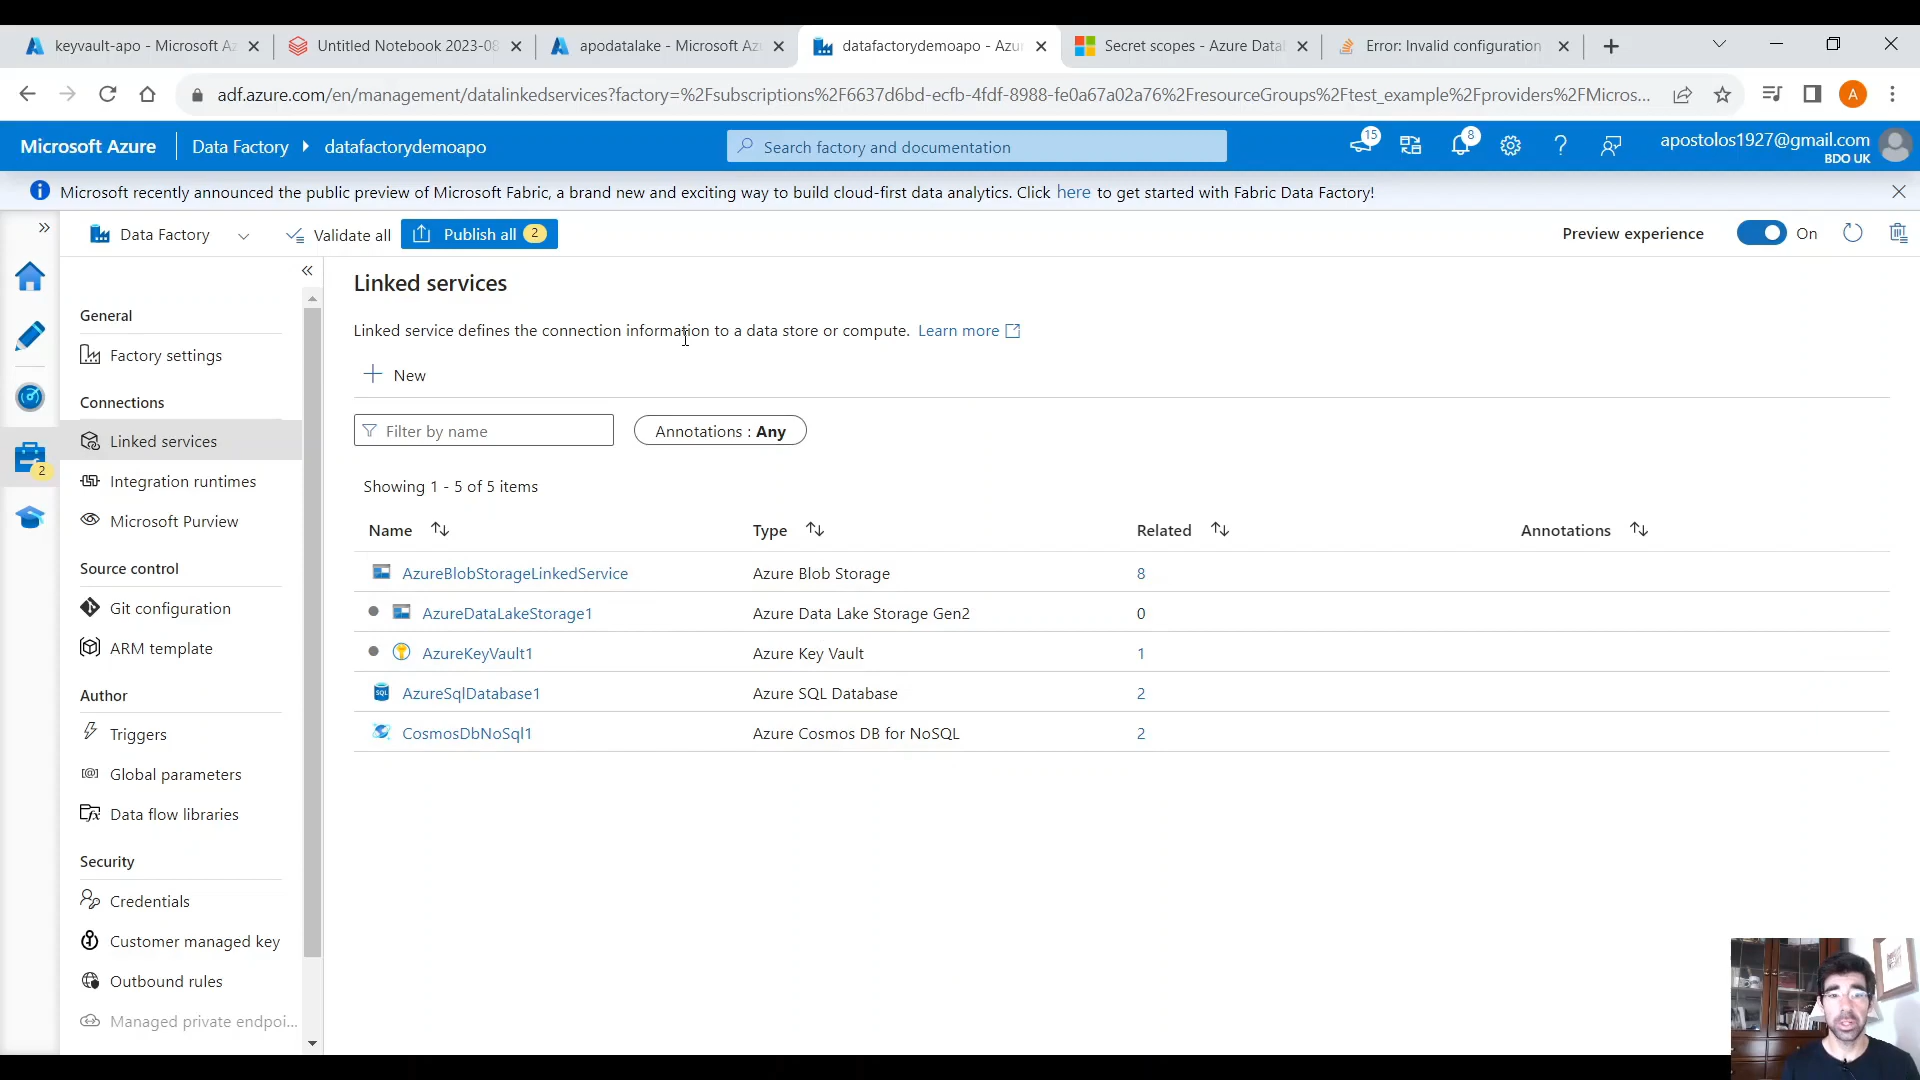 keyvault-apo - Microsoft Az
Untitled Notebook 2023-08
apodatalake - Microsoft Az
datafactorydemoapo - Azur
Secret scopes - Azure Datal
Error: Invalid configuration
adf.azure.com/en/management/datalinkedservices?factory=%2Fsubscriptions%2F6637d6bd-ecfb-4fdf-8988-fe0a67a02a76%2FresourceGroups%2Ftest_example%2Fproviders%2FMicros...
A
Microsoft Azure
Data Factory
datafactorydemoapo
Search factory and documentation
15
8
apostolos1927@gmail.com
BDO UK
Microsoft recently announced the public preview of Microsoft Fabric, a brand new and exciting way to build cloud-first data analytics. Click here to get started with Fabric Data Factory!
Data Factory
Validate all
Publish all 2
Preview experience
On
2
General
Factory settings
Connections
Linked services
Integration runtimes
Microsoft Purview
Source control
Git configuration
ARM template
Author
Triggers
Global parameters
Data flow libraries
Security
Credentials
Customer managed key
Outbound rules
Managed private endpoi...
Linked services
Linked service defines the connection information to a data store or compute. Learn more
New
Filter by name
Annotations : Any
Showing 1 - 5 of 5 items
Name Type Related Annotations
AzureBlobStorageLinkedService Azure Blob Storage 8
AzureDataLakeStorage1 Azure Data Lake Storage Gen2 0
AzureKeyVault1 Azure Key Vault 1
AzureSqlDatabase1 Azure SQL Database 2
CosmosDbNoSql1 Azure Cosmos DB for NoSQL 2